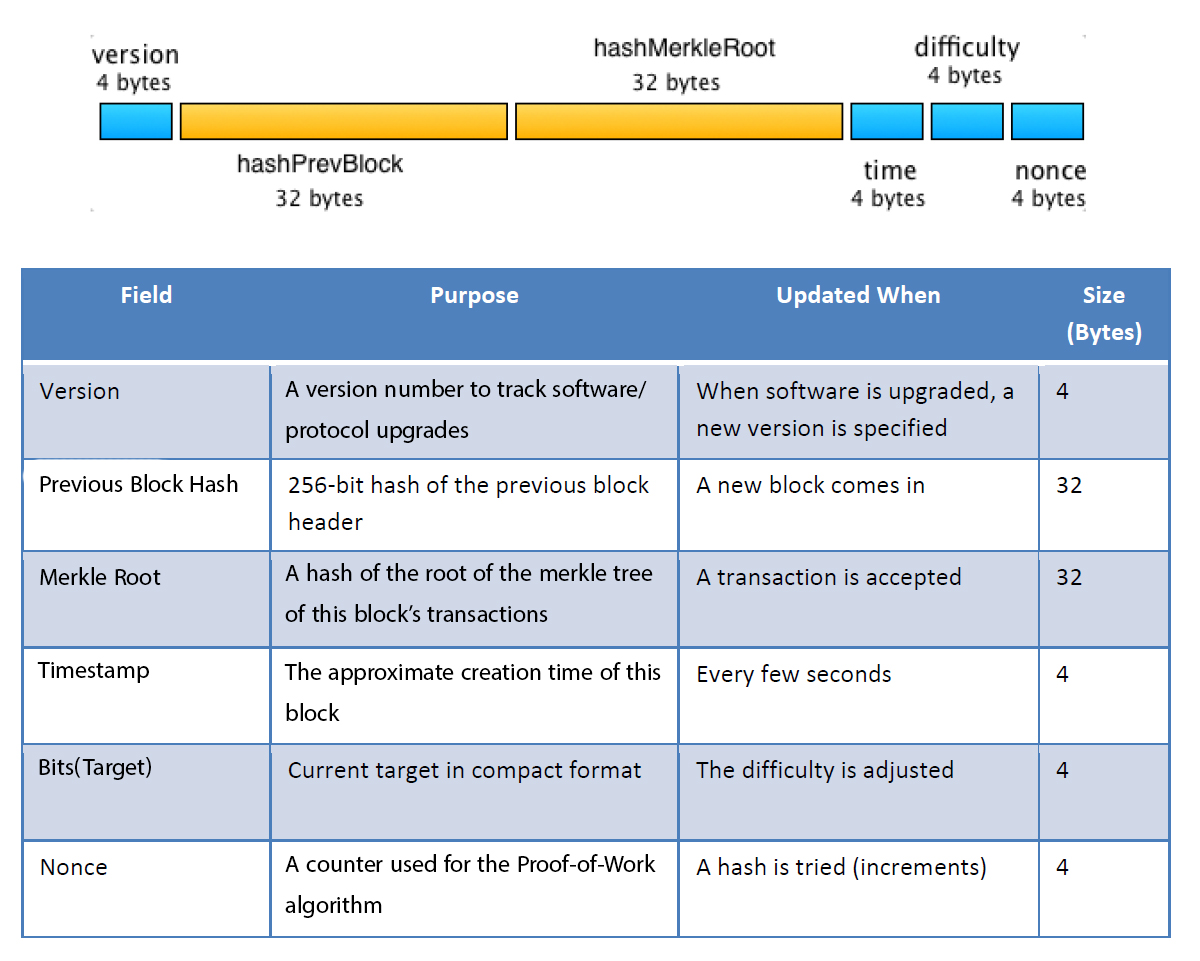 version
4 bytes
hashPrevBlock
32 bytes
hashMerkleRoot
32 bytes
time
4 bytes
difficulty
4 bytes
nonce
4 bytes
Field
Purpose
Updated When
Size
(Bytes)
Version
A version number to track software/
protocol upgrades
When software is upgraded, a
new version is specified
4
Previous Block Hash
256-bit hash of the previous block
header
A new block comes in
32
Merkle Root
A hash of the root of the merkle tree
of this block’s transactions
A transaction is accepted
32
Timestamp
The approximate creation time of this
block
Every few seconds
4
Bits(Target)
Current target in compact format
The difficulty is adjusted
4
Nonce
A counter used for the Proof-of-Work
algorithm
A hash is tried (increments)
4